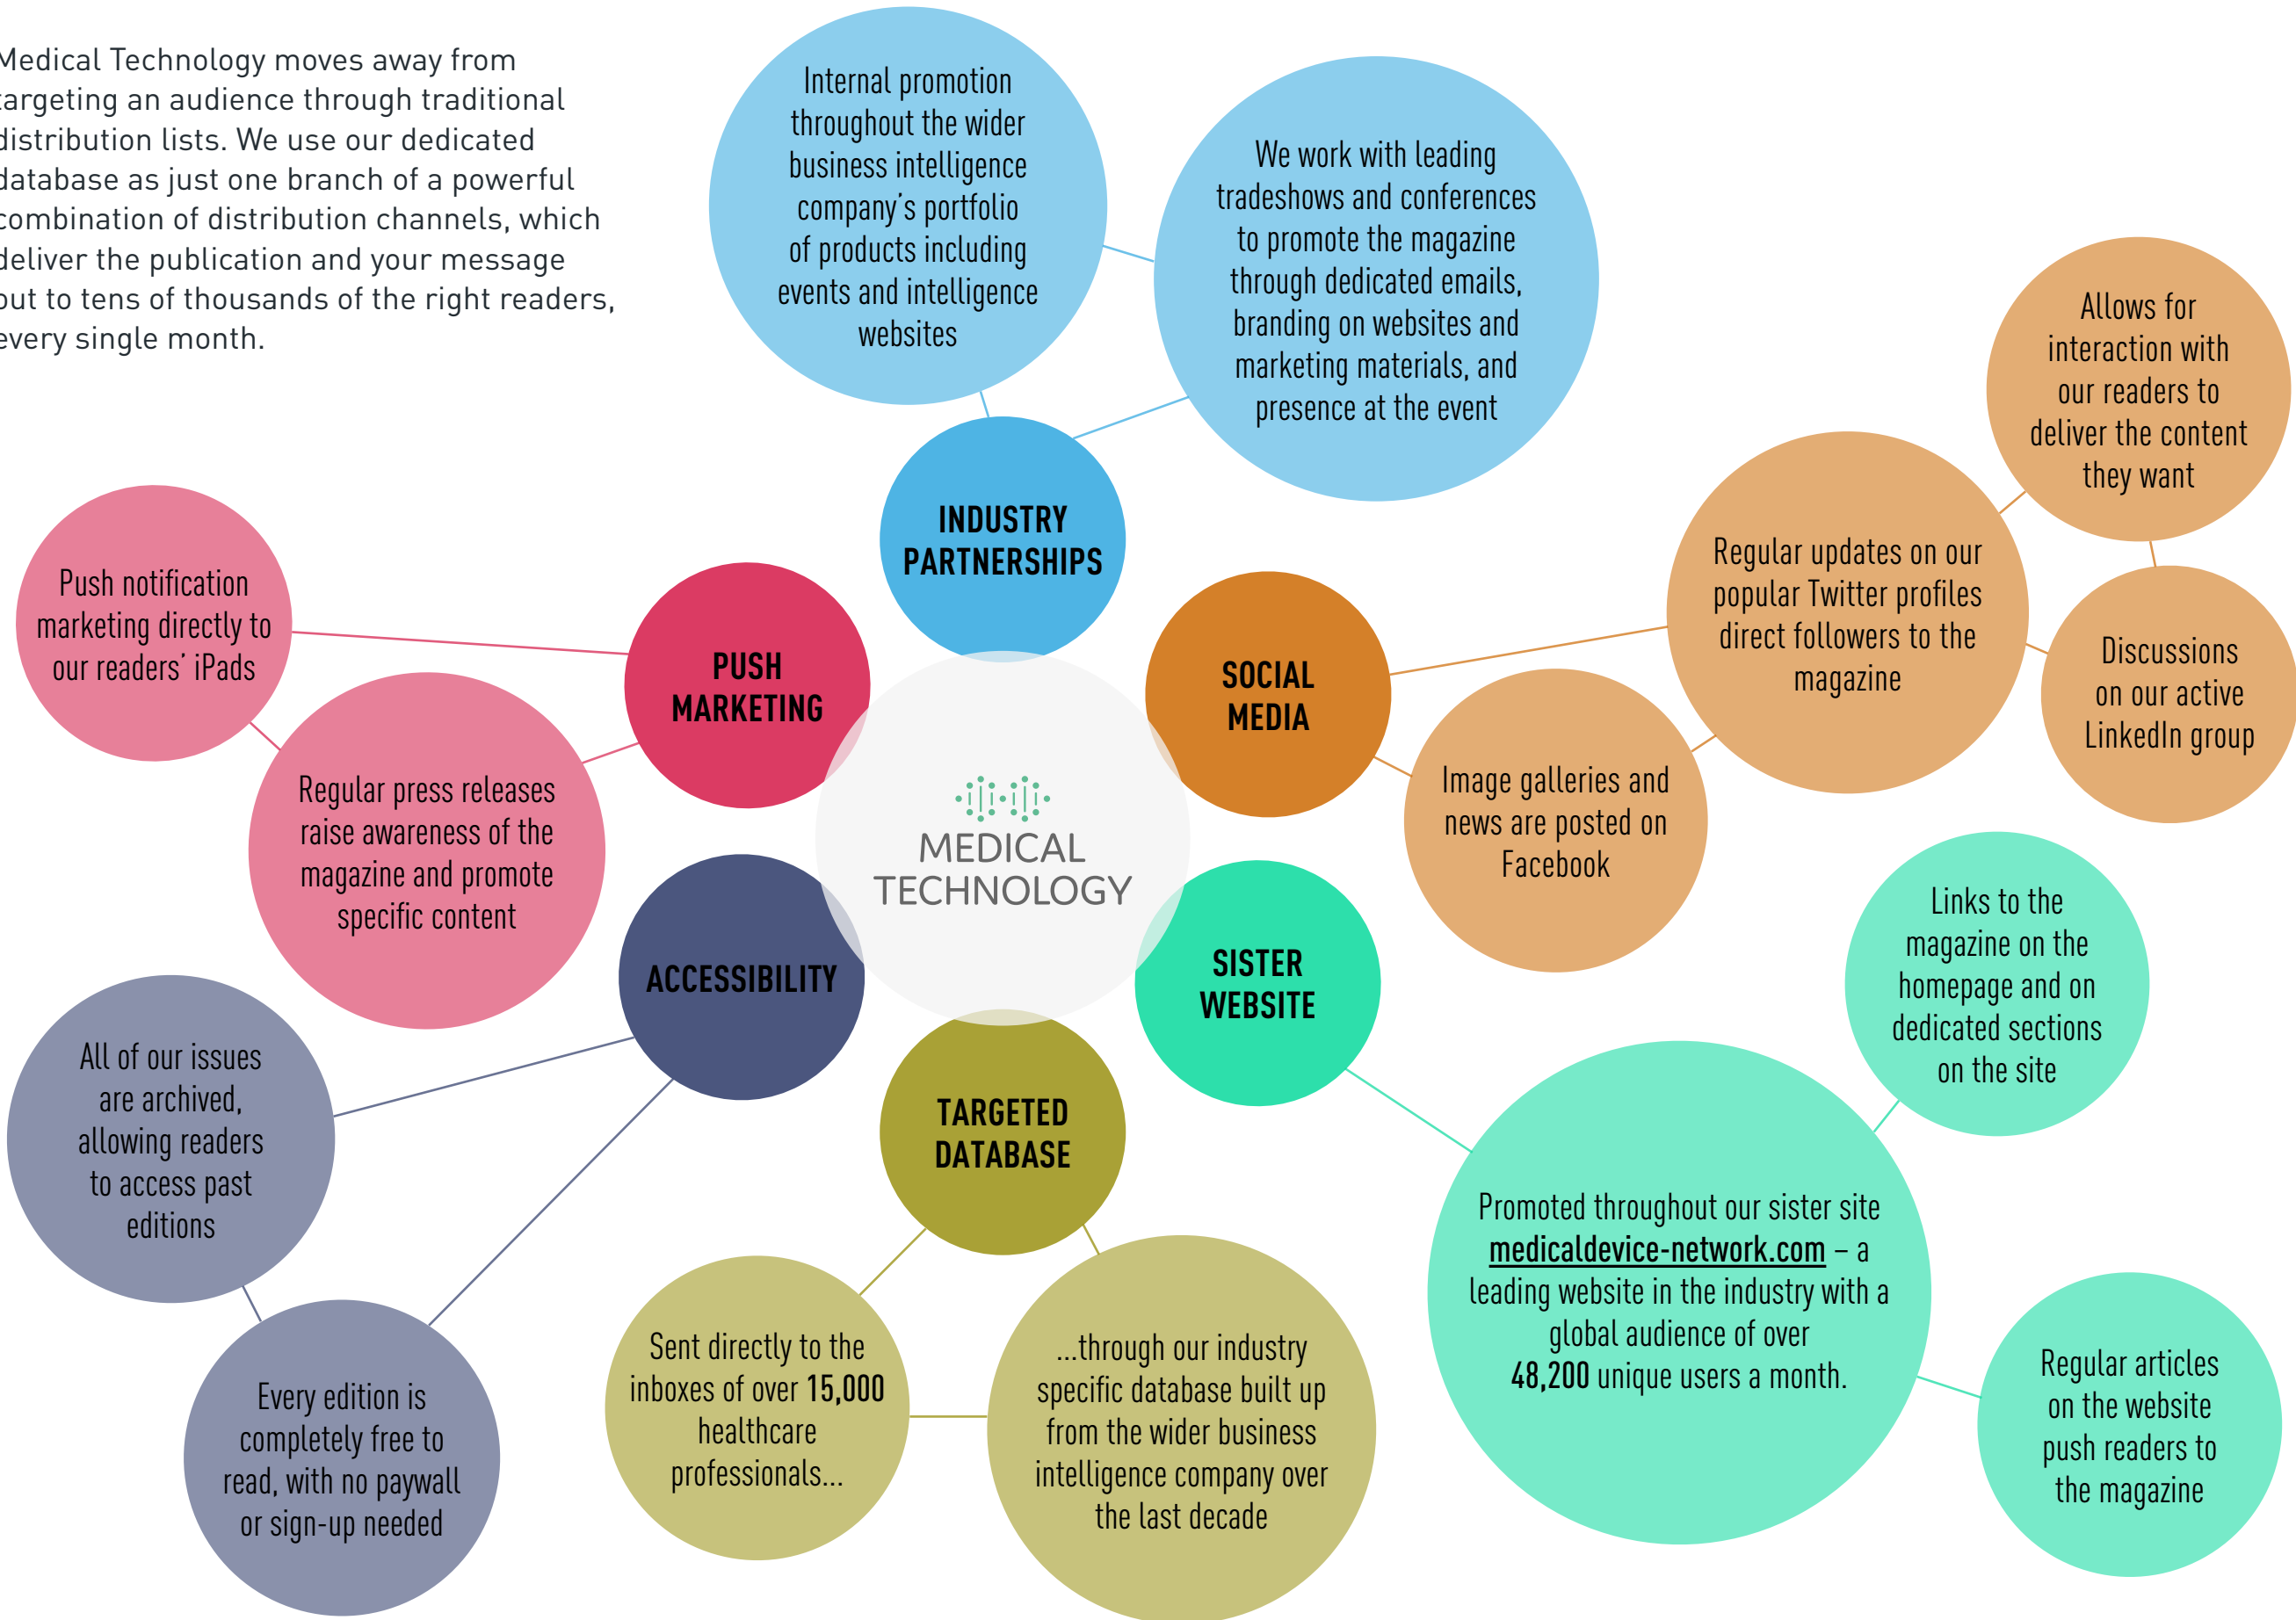 Medical Technology moves away from
targeting an audience through traditional
distribution lists. We use our dedicated
database as just one branch of a powerful
combination of distribution channels, which
deliver the publication and your message
out to tens of thousands of the right readers,
every single month.
Internal promotion
throughout the wider
business intelligence
company's portfolio
of products including
events and intelligence
websites
We work with leading
tradeshows and conferences
to promote the magazine
through dedicated emails,
branding on websites and
marketing materials, and
presence at the event
INDUSTRY
PARTNERSHIPS
Allows for
interaction with
our readers to
deliver the content
they want
Regular updates on our
popular Twitter profiles
direct followers to the
magazine
Discussions
on our active
LinkedIn group
Image galleries and
news are posted on
Facebook
SOCIAL
MEDIA
Push notification
marketing directly to
our readers' iPads
PUSH
MARKETING
Regular press releases
raise awareness of the
magazine and promote
specific content
MEDICAL
TECHNOLOGY
ACCESSIBILITY
All of our issues
are archived,
allowing readers
to access past
editions
Every edition is
completely free to
read, with no paywall
or sign-up needed
TARGETED
DATABASE
Sent directly to the
inboxes of over 15,000
healthcare
professionals...
...through our industry
specific database built up
from the wider business
intelligence company over
the last decade
SISTER
WEBSITE
Links to the
magazine on the
homepage and on
dedicated sections
on the site
Promoted throughout our sister site
medicaldevice-network.com – a
leading website in the industry with a
global audience of over
48,200 unique users a month.
Regular articles
on the website
push readers to
the magazine